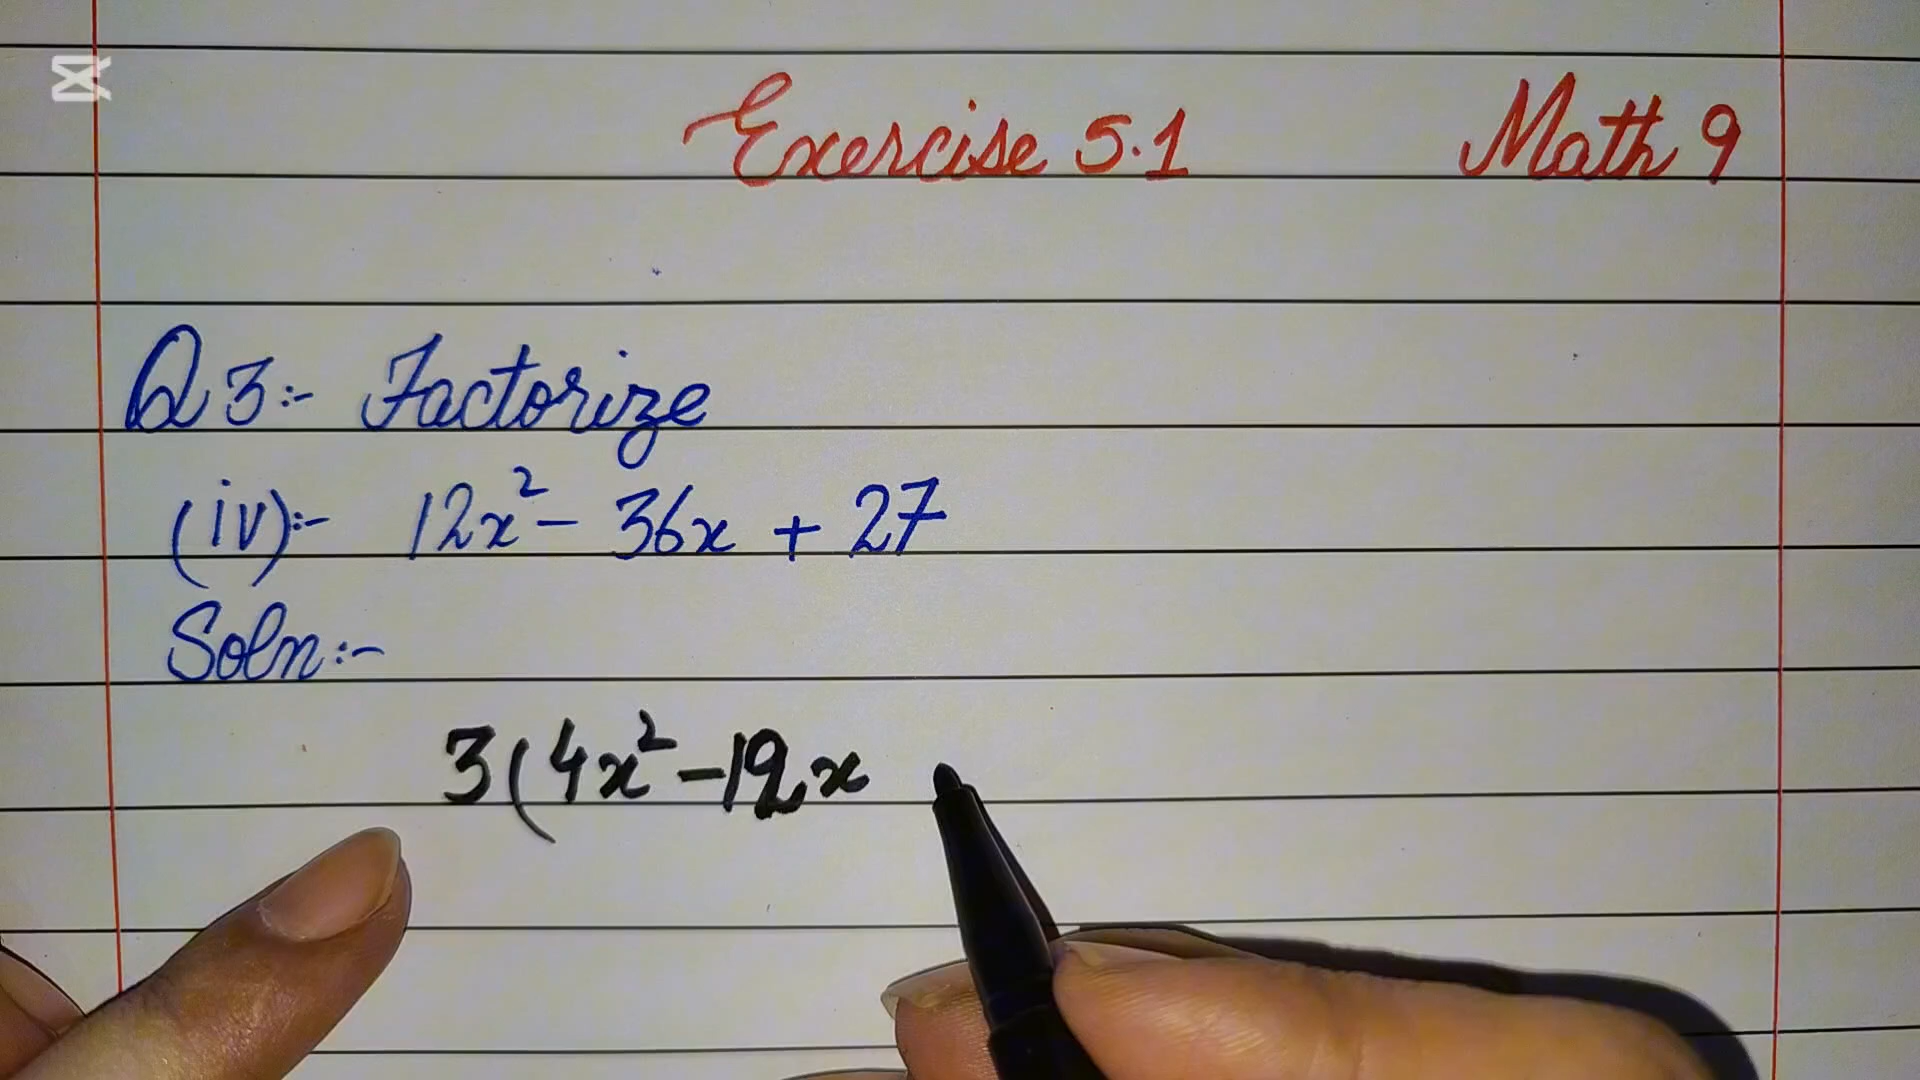 Exercise 5.1 Math 9
Q3:- Factorize
(iv):- 12x² - 36x + 27
Soln:-
3(4x² -12x